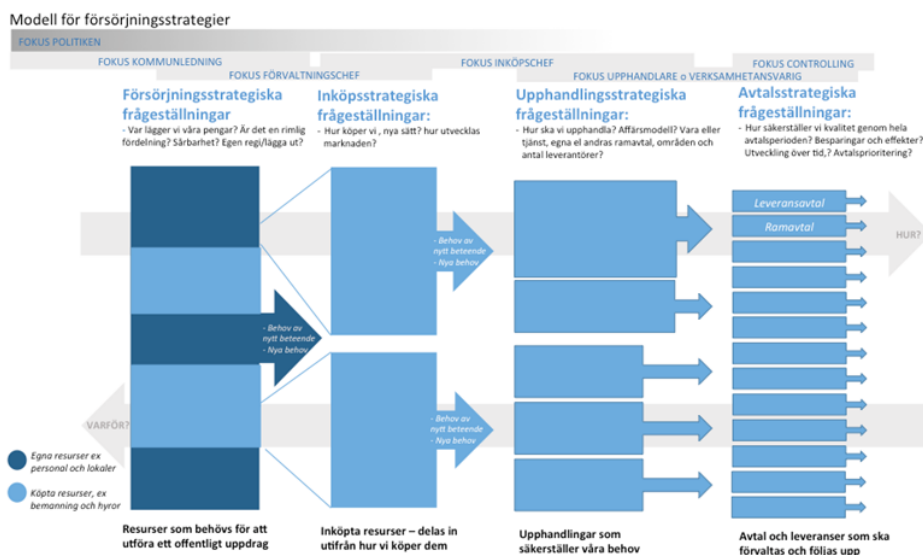 Modell för försörjningsstrategier
FOKUS POLITIKEN
FOKUS KOMMUNLEDNING
FOKUS INKÖPSCHEF
FOKUS CONTROLLING
FOKUS FÖRVALTNINGSCHEF
FOKUS UPPHANDLARE o VERKSAMHETANSVARIG
Försörjningsstrategiska
frågeställningar
- Var lägger vi våra pengar? Är det en rimlig
fördelning? Sårbarhet? Egen regi/lägga ut?
Inköpsstrategiska
frågeställningar:
- Hur köper vi , nya sätt? hur utvecklas
marknaden?
Upphandlingsstrategiska
frågeställningar:
- Hur ska vi upphandla? Affärsmodell? Vara eller
tjänst, egna el andras ramavtal, områden och
antal leverantörer?
Avtalsstrategiska
frågeställningar:
- Hur säkerställer vi kvalitet genom hela
avtalsperioden? Besparingar och effekter?
Utveckling över tid,? Avtalsprioritering?
Leveransavtal
Ramavtal
HUR?
- Behov av
nytt beteende
- Nya behov
- Behov av
nytt beteende
- Nya behov
- Behov av
nytt beteende
- Nya behov
VARFÖR?
Egna resurser ex
personal och lokaler
Köpta resurser, ex
bemanning och hyror
Resurser som behövs för att
utföra ett offentligt uppdrag
Inköpta resurser – delas in
utifrån hur vi köper dem
Upphandlingar som
säkerställer våra behov
Avtal och leveranser som ska
förvaltas och följas upp